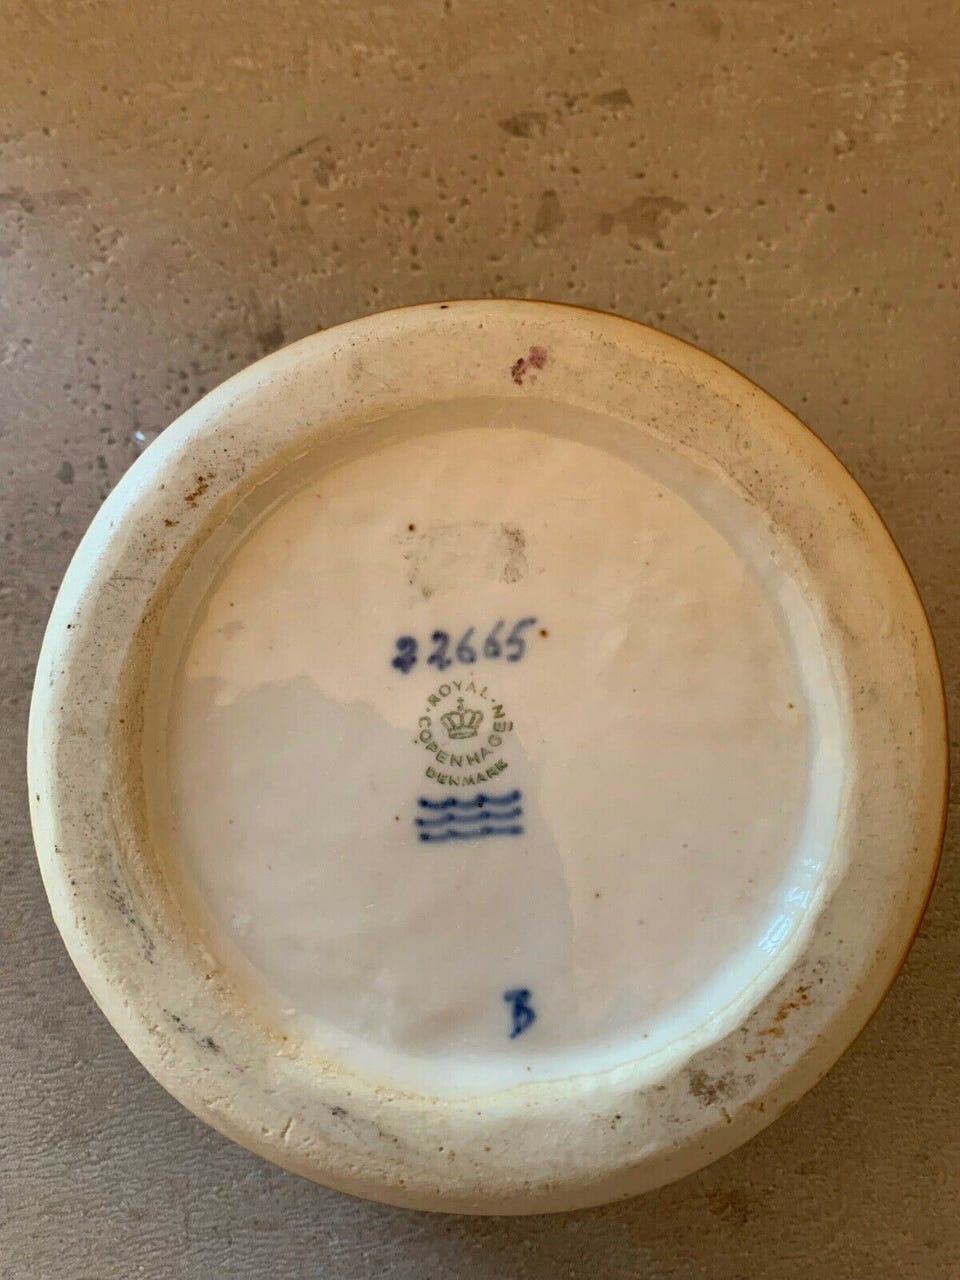 22665
ROYAL
COPENHAGEN
DENMARK
B